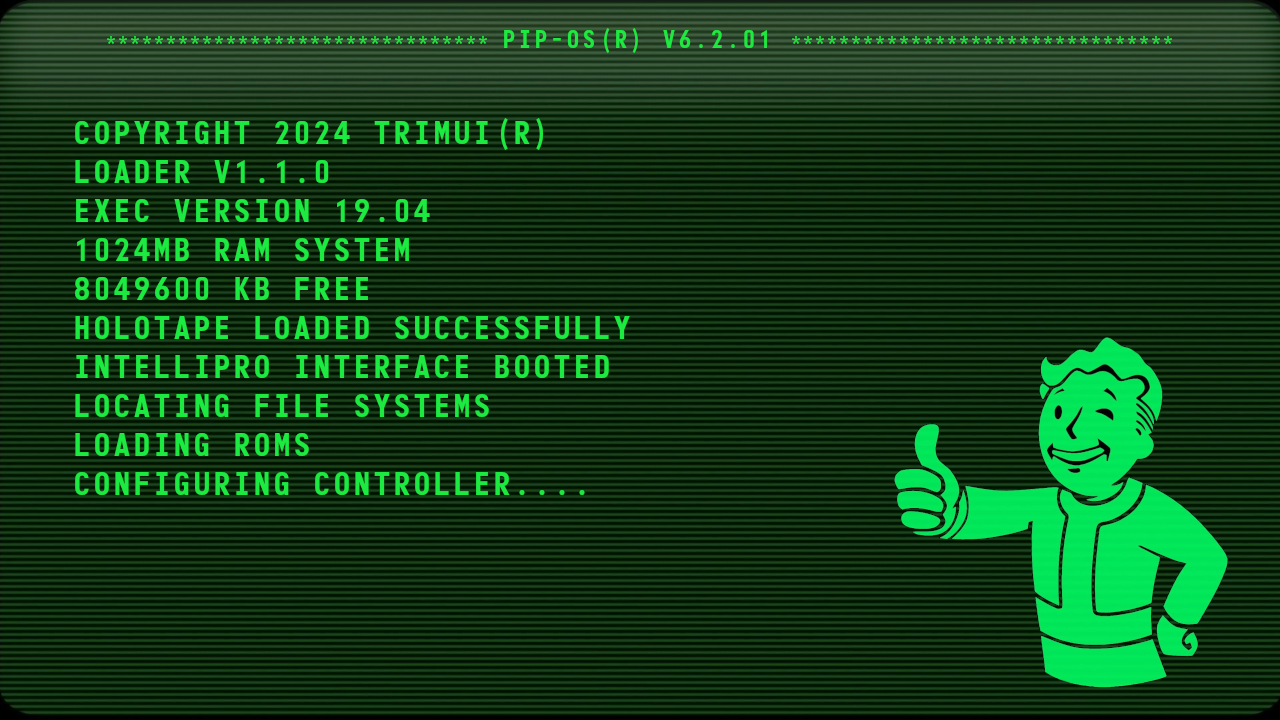 ******************************** PIP-OS(R) V6.2.01 ********************************
COPYRIGHT 2024 TRIMUI(R)
LOADER V1.1.0
EXEC VERSION 19.04
1024MB RAM SYSTEM
8049600 KB FREE
HOLOTAPE LOADED SUCCESSFULLY
INTELLIPRO INTERFACE BOOTED
LOCATING FILE SYSTEMS
LOADING ROMS
CONFIGURING CONTROLLER....